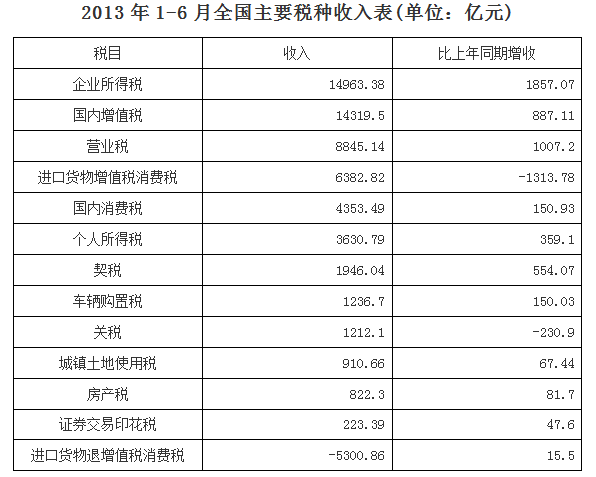 2013 年 1-6 月全国主要税种收入表(单位：亿元)
税目 收入 比上年同期增收
企业所得税 14963.38 1857.07
国内增值税 14319.5 887.11
营业税 8845.14 1007.2
进口货物增值税消费税 6382.82 -1313.78
国内消费税 4353.49 150.93
个人所得税 3630.79 359.1
契税 1946.04 554.07
车辆购置税 1236.7 150.03
关税 1212.1 -230.9
城镇土地使用税 910.66 67.44
房产税 822.3 81.7
证券交易印花税 223.39 47.6
进口货物退增值税消费税 -5300.86 15.5